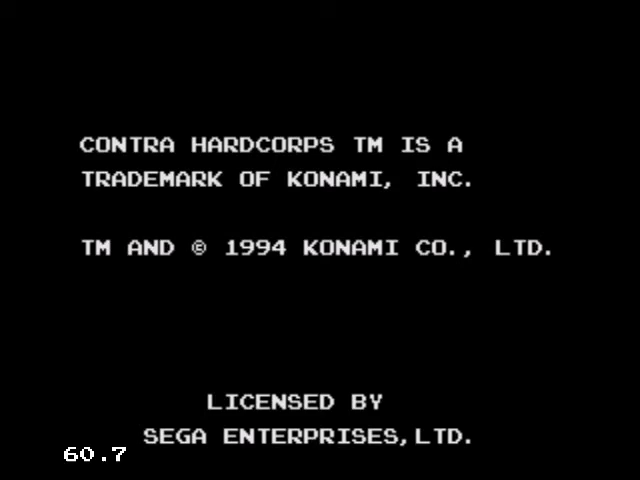 CONTRA HARDCORPS TM IS A
TRADEMARK OF KONAMI, INC.
TM AND © 1994 KONAMI CO., LTD.
LICENSED BY
SEGA ENTERPRISES,LTD.
60.7